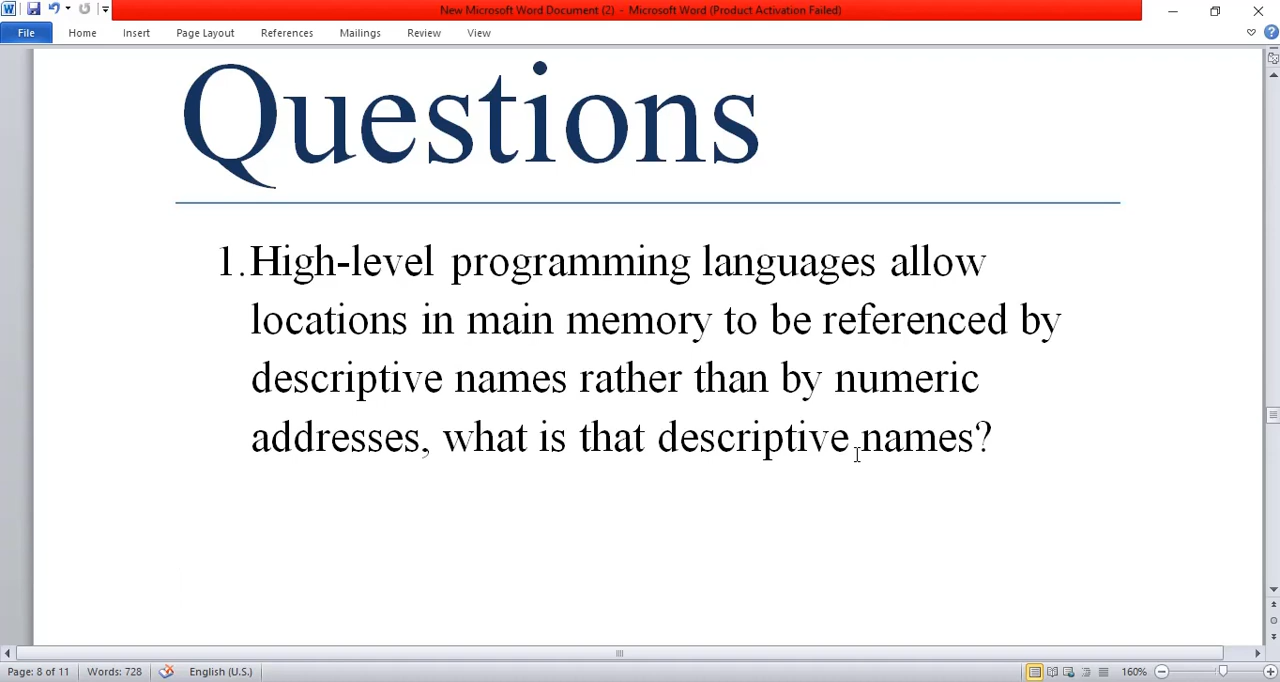 New Microsoft Word Document (2) - Microsoft Word (Product Activation Failed)
File Home Insert Page Layout References Mailings Review View
Questions
1.High-level programming languages allow
locations in main memory to be referenced by
descriptive names rather than by numeric
addresses, what is that descriptive names?
Page: 8 of 11 Words: 728 English (U.S.) 160%